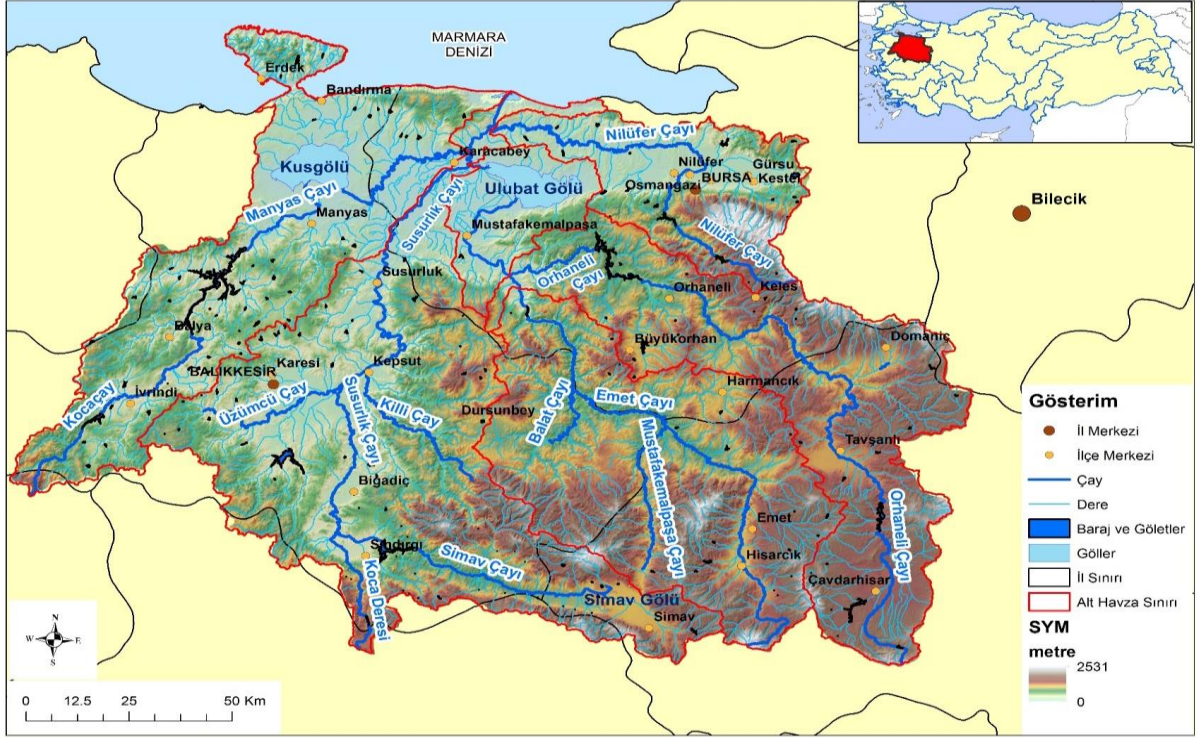 MARMARA
DENİZİ
Erdek
Bandırma
Nilüfer Çayı
Karacabey
Kusgölü
Nilüfer
Gürsu
BURSA
Kestel
Osmangazi
Ulubat Gölü
Manyas Çayı
Manyas
Susurlık Çayı
Mustafakemalpaşa
Nilüfer Çayı
Bilecik
Susurluk
Orhaneli
Çayı
Orhaneli
Keles
Balya
Büyükorhan
Domaniç
BALIKKESİR
Karesi
Kepsut
Harmancık
Kocaçay
İvrindi
Üzümcü Çay
Susurlık Çayı
Killi Çay
Dursunbey
Balat Çayı
Emet Çayı
Mustafakemalpaşa Çayı
Tavşanlı
Bigadiç
Orhaneli Çayı
Emet
Sındırgı
Simav Çayı
Hisarcık
Koca Deresi
Çavdarhisar
Simav Gölü
Simav
Gösterim
İl Merkezi
İlçe Merkezi
Çay
Dere
Baraj ve Göletler
Göller
İl Sınırı
Alt Havza Sınırı
SYM
metre
2531
0
N
W
E
S
0 12.5 25 50 Km